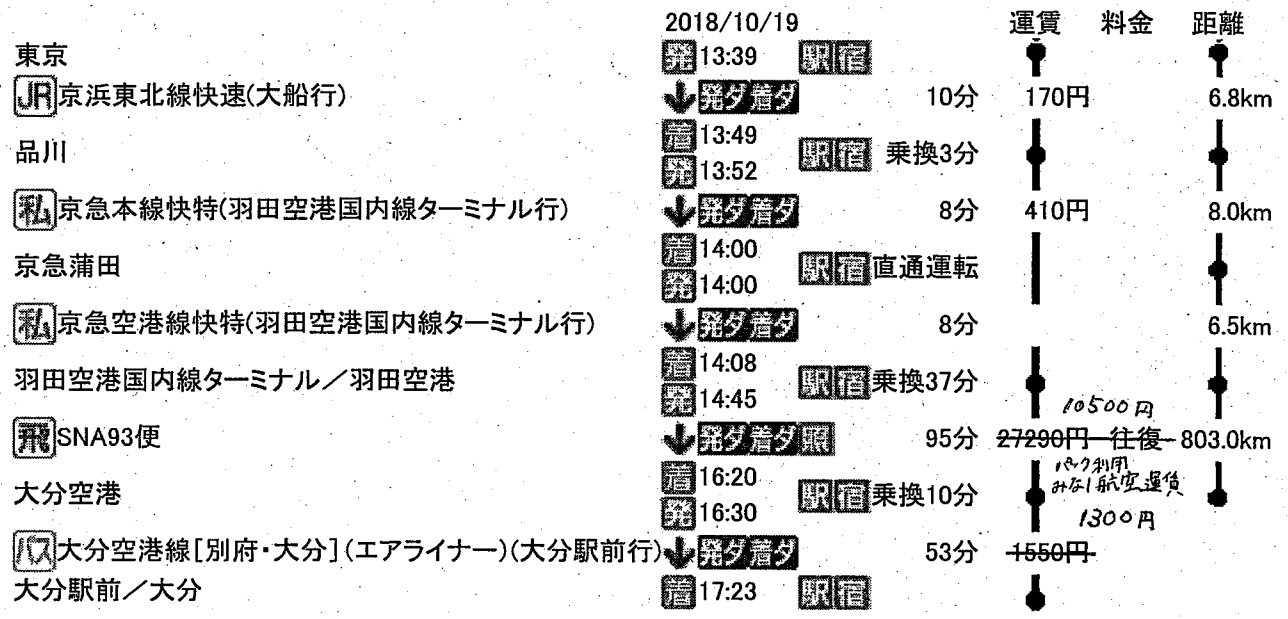 2018/10/19 運賃 料金 距離
東京 発 13:39 駅 宿
JR 京浜東北線快速(大船行) 発ダ 着ダ 10分 170円 6.8km
着 13:49
品川 駅 宿 乗換3分
発 13:52
私 京急本線快特(羽田空港国内線ターミナル行) 発ダ 着ダ 8分 410円 8.0km
着 14:00
京急蒲田 駅 宿 直通運転
発 14:00
私 京急空港線快特(羽田空港国内線ターミナル行) 発ダ 着ダ 8分 6.5km
着 14:08
羽田空港国内線ターミナル/羽田空港 駅 宿 乗換37分
発 14:45
10500円
飛 SNA93便 発ダ 着ダ 照 95分 27290円 往復 803.0km
着 16:20 パック利用
大分空港 駅 宿 乗換10分 みなし航空運賃
発 16:30 1300円
バス 大分空港線[別府・大分](エアライナー)(大分駅前行) 発ダ 着ダ 53分 1550円
大分駅前/大分 着 17:23 駅 宿